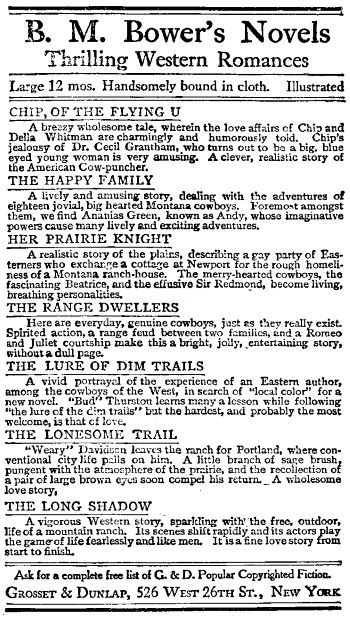 B. M. Bower's Novels
Thrilling Western Romances
Large 12 mos. Handsomely bound in cloth. Illustrated
CHIP, OF THE FLYING U
A breezy wholesome tale, wherein the love affairs of Chip and
Della Whitman are charmingly and humorously told. Chip's
jealousy of Dr. Cecil Grantham, who turns out to be a big, blue
eyed young woman is very amusing. A clever, realistic story of
the American Cow-puncher.
THE HAPPY FAMILY
A lively and amusing story, dealing with the adventures of
eighteen jovial, big hearted Montana cowboys. Foremost amongst
them, we find Ananias Green, known as Andy, whose imaginative
powers cause many lively and exciting adventures.
HER PRAIRIE KNIGHT
A realistic story of the plains, describing a gay party of Eas-
terners who exchange a cottage at Newport for the rough homeli-
ness of a Montana ranch-house. The merry-hearted cowboys, the
fascinating Beatrice, and the effusive Sir Redmond, become living,
breathing personalities.
THE RANGE DWELLERS
Here are everyday, genuine cowboys, just as they really exist.
Spirited action, a range feud between two families, and a Romeo
and Juliet courtship make this a bright, jolly, entertaining story,
without a dull page.
THE LURE OF DIM TRAILS
A vivid portrayal of the experience of an Eastern author,
among the cowboys of the West, in search of "local color" for a
new novel. "Bud" Thurston learns many a lesson while following
"the lure of the dim trails" but the hardest, and probably the most
welcome, is that of love.
THE LONESOME TRAIL
"Weary" Davidson leaves the ranch for Portland, where con-
ventional city life palls on him. A little branch of sage brush,
pungent with the atmosphere of the prairie, and the recollection of
a pair of large brown eyes soon compel his return. A wholesome
love story,
THE LONG SHADOW
A vigorous Western story, sparkling with the free, outdoor,
life of a mountain ranch. Its scenes shift rapidly and its actors play
the game of life fearlessly and like men. It is a fine love story from
start to finish.
Ask for a complete free list of G. & D. Popular Copyrighted Fiction.
GROSSET & DUNLAP, 526 WEST 26TH ST., NEW YORK